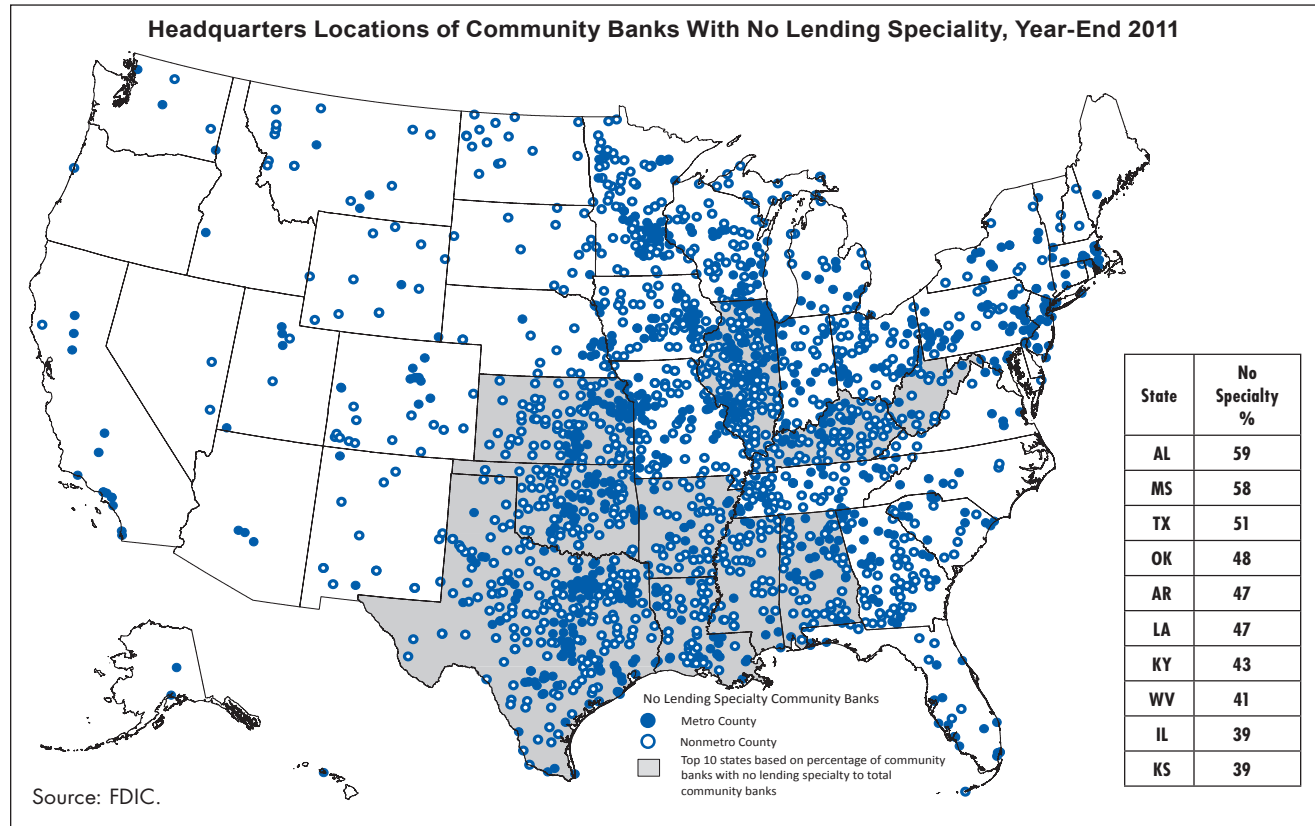 Headquarters Locations of Community Banks With No Lending Speciality, Year-End 2011
State
No
Specialty
%
AL 59
MS 58
TX 51
OK 48
AR 47
LA 47
KY 43
WV 41
IL 39
KS 39
No Lending Specialty Community Banks
Metro County
Nonmetro County
Top 10 states based on percentage of community
banks with no lending specialty to total
community banks
Source: FDIC.